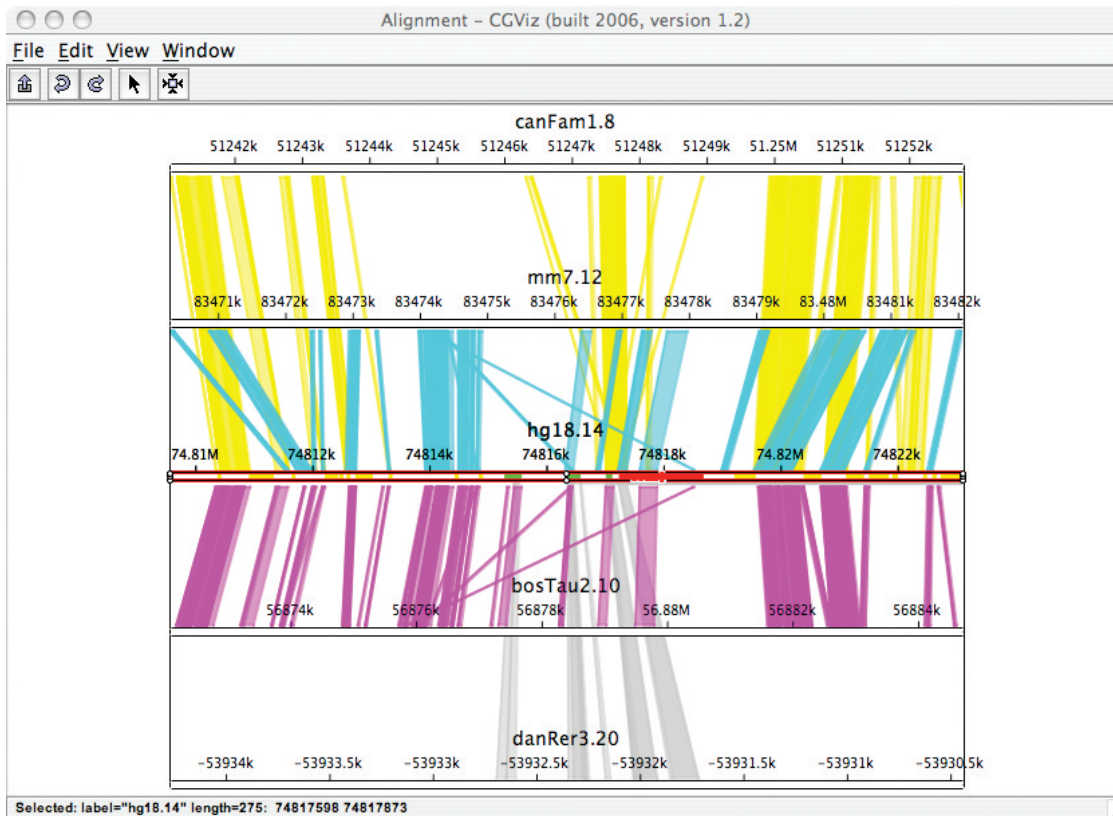 Alignment – CGViz (built 2006, version 1.2)
File Edit View Window
canFam1.8
51242k 51243k 51244k 51245k 51246k 51247k 51248k 51249k 51.25M 51251k 51252k
mm7.12
83471k 83472k 83473k 83474k 83475k 83476k 83477k 83478k 83479k 83.48M 83481k 83482k
hg18.14
74.81M 74812k 74814k 74816k 74818k 74.82M 74822k
bosTau2.10
56874k 56876k 56878k 56.88M 56882k 56884k
danRer3.20
−53934k −53933.5k −53933k −53932.5k −53932k −53931.5k −53931k −53930.5k
Selected: label="hg18.14" length=275: 74817598 74817873